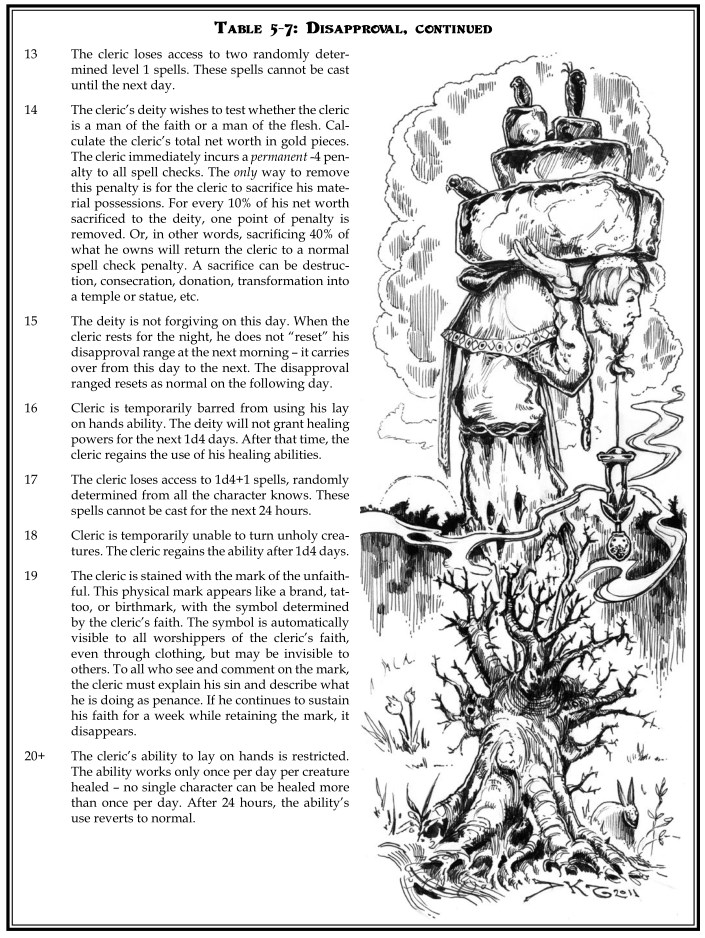 TABLE 5-7: DISAPPROVAL, CONTINUED
13 The cleric loses access to two randomly deter-
mined level 1 spells. These spells cannot be cast
until the next day.
14 The cleric’s deity wishes to test whether the cleric
is a man of the faith or a man of the flesh. Cal-
culate the cleric’s total net worth in gold pieces.
The cleric immediately incurs a permanent -4 pen-
alty to all spell checks. The only way to remove
this penalty is for the cleric to sacrifice his mate-
rial possessions. For every 10% of his net worth
sacrificed to the deity, one point of penalty is
removed. Or, in other words, sacrificing 40% of
what he owns will return the cleric to a normal
spell check penalty. A sacrifice can be destruc-
tion, consecration, donation, transformation into
a temple or statue, etc.
15 The deity is not forgiving on this day. When the
cleric rests for the night, he does not “reset” his
disapproval range at the next morning – it carries
over from this day to the next. The disapproval
ranged resets as normal on the following day.
16 Cleric is temporarily barred from using his lay
on hands ability. The deity will not grant healing
powers for the next 1d4 days. After that time, the
cleric regains the use of his healing abilities.
17 The cleric loses access to 1d4+1 spells, randomly
determined from all the character knows. These
spells cannot be cast for the next 24 hours.
18 Cleric is temporarily unable to turn unholy crea-
tures. The cleric regains the ability after 1d4 days.
19 The cleric is stained with the mark of the unfaith-
ful. This physical mark appears like a brand, tat-
too, or birthmark, with the symbol determined
by the cleric’s faith. The symbol is automatically
visible to all worshippers of the cleric’s faith,
even through clothing, but may be invisible to
others. To all who see and comment on the mark,
the cleric must explain his sin and describe what
he is doing as penance. If he continues to sustain
his faith for a week while retaining the mark, it
disappears.
20+ The cleric’s ability to lay on hands is restricted.
The ability works only once per day per creature
healed – no single character can be healed more
than once per day. After 24 hours, the ability’s
use reverts to normal.
2011